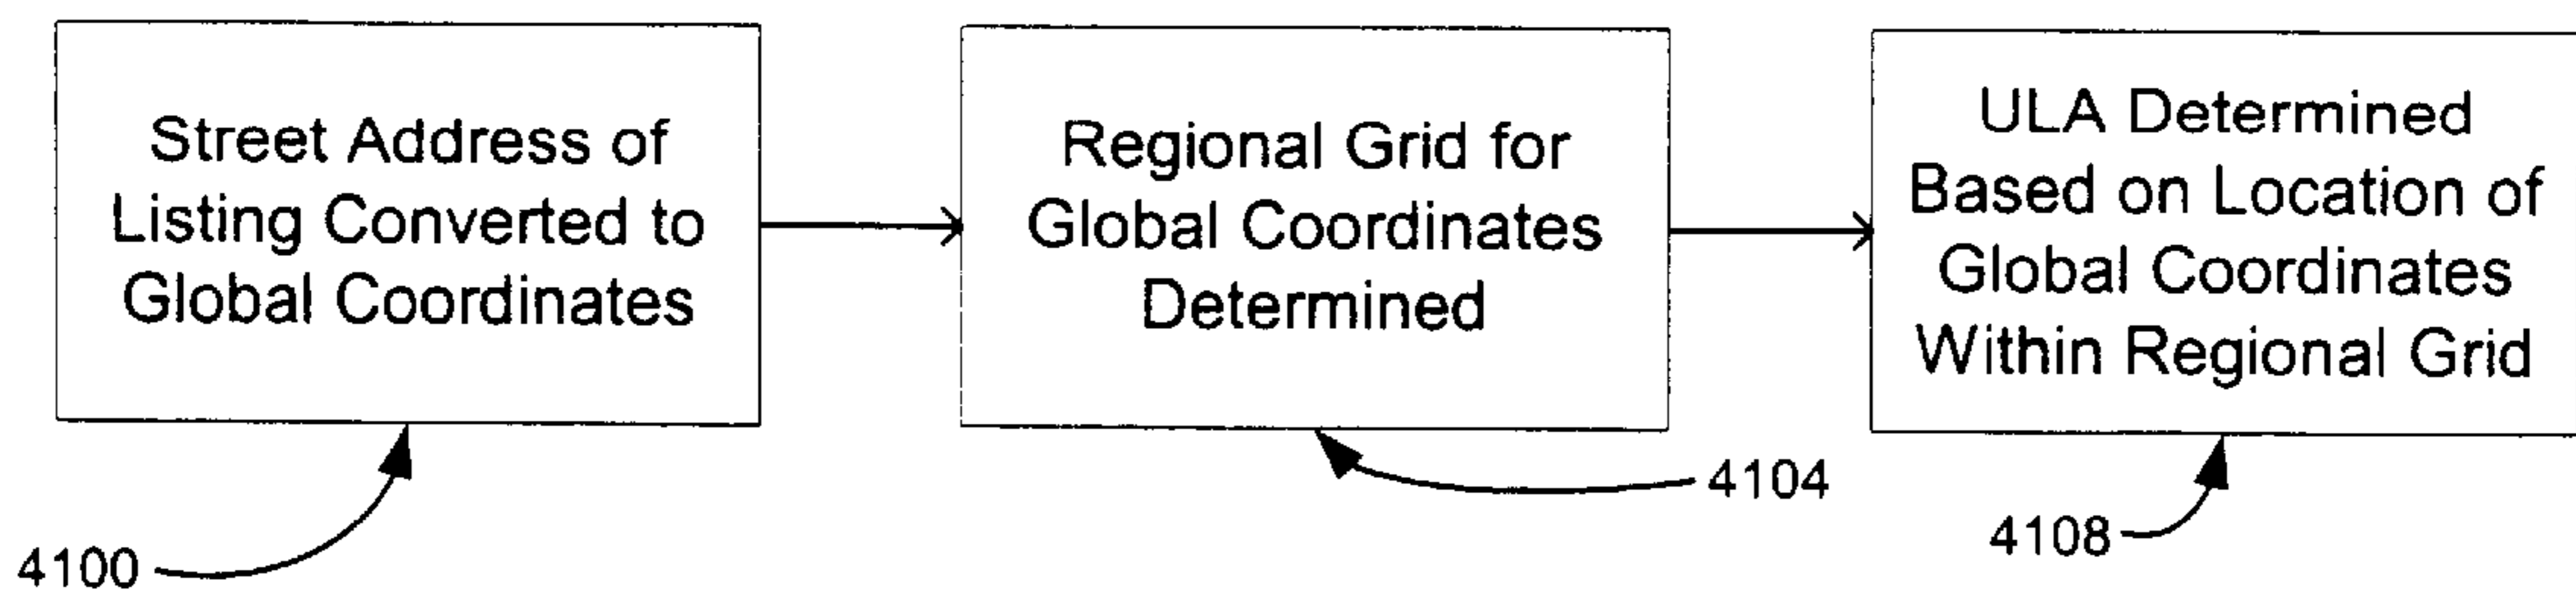 Street Address of
Listing Converted to
Global Coordinates
Regional Grid for
Global Coordinates
Determined
ULA Determined
Based on Location of
Global Coordinates
Within Regional Grid
4100
4104
4108